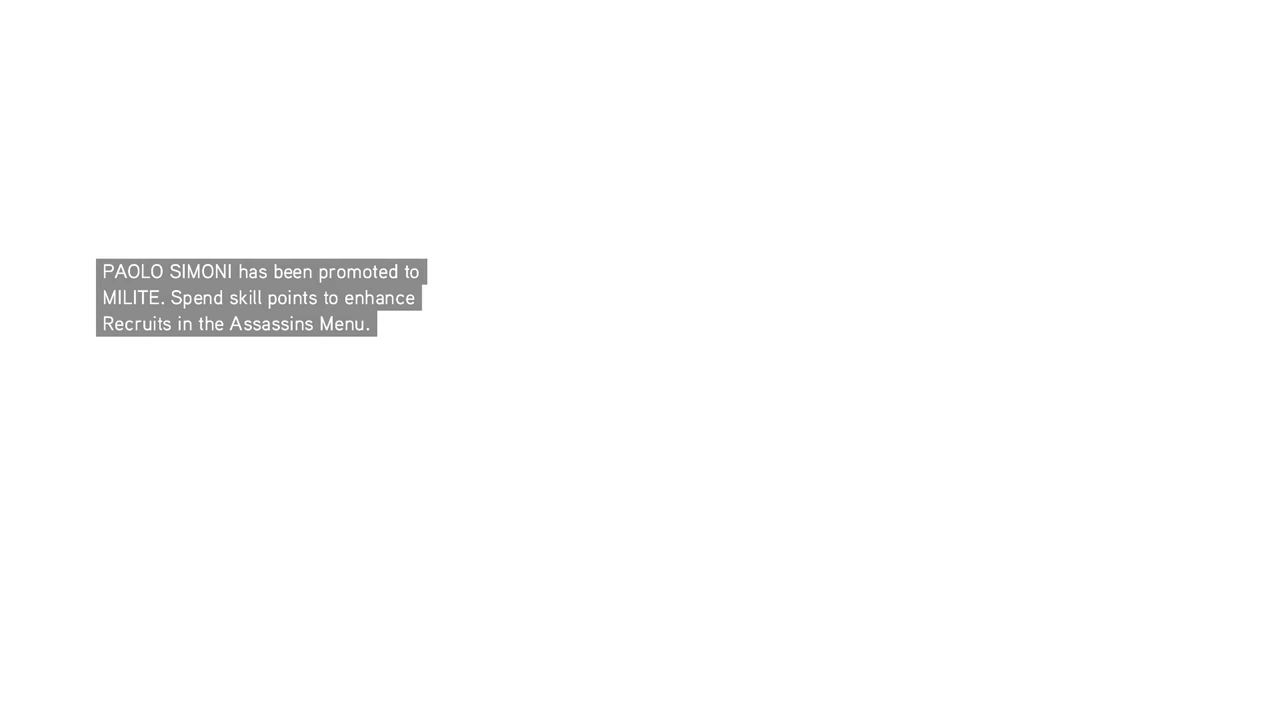 PAOLO SIMONI has been promoted to
MILITE. Spend skill points to enhance
Recruits in the Assassins Menu.